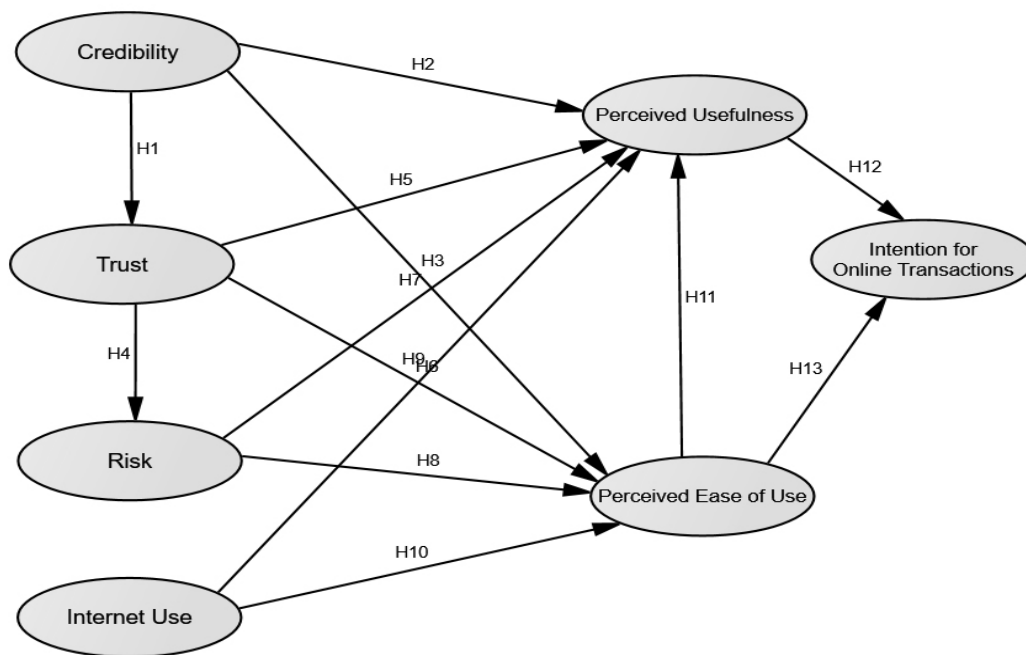 Credibility
H2
Perceived Usefulness
H1
H5
H12
Trust
H3
H7
Intention for
Online Transactions
H11
H4
H9
H6
H13
Risk
H8
Perceived Ease of Use
H10
Internet Use